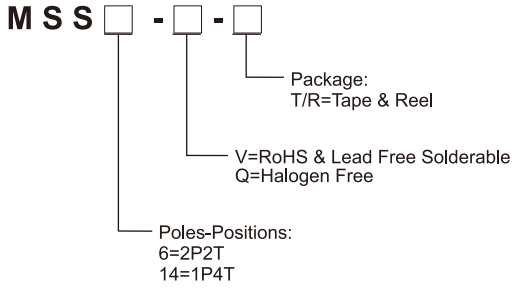 MSS□ - □ - □
Package:
T/R=Tape & Reel
V=RoHS & Lead Free Solderable
Q=Halogen Free
Poles-Positions:
6=2P2T
14=1P4T